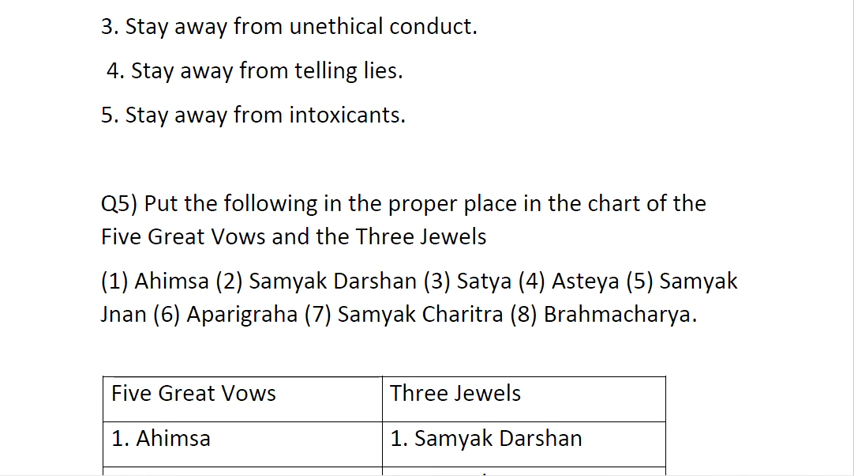 3. Stay away from unethical conduct.
4. Stay away from telling lies.
5. Stay away from intoxicants.
Q5) Put the following in the proper place in the chart of the
Five Great Vows and the Three Jewels
(1) Ahimsa (2) Samyak Darshan (3) Satya (4) Asteya (5) Samyak
Jnan (6) Aparigraha (7) Samyak Charitra (8) Brahmacharya.
Five Great Vows Three Jewels
1. Ahimsa 1. Samyak Darshan